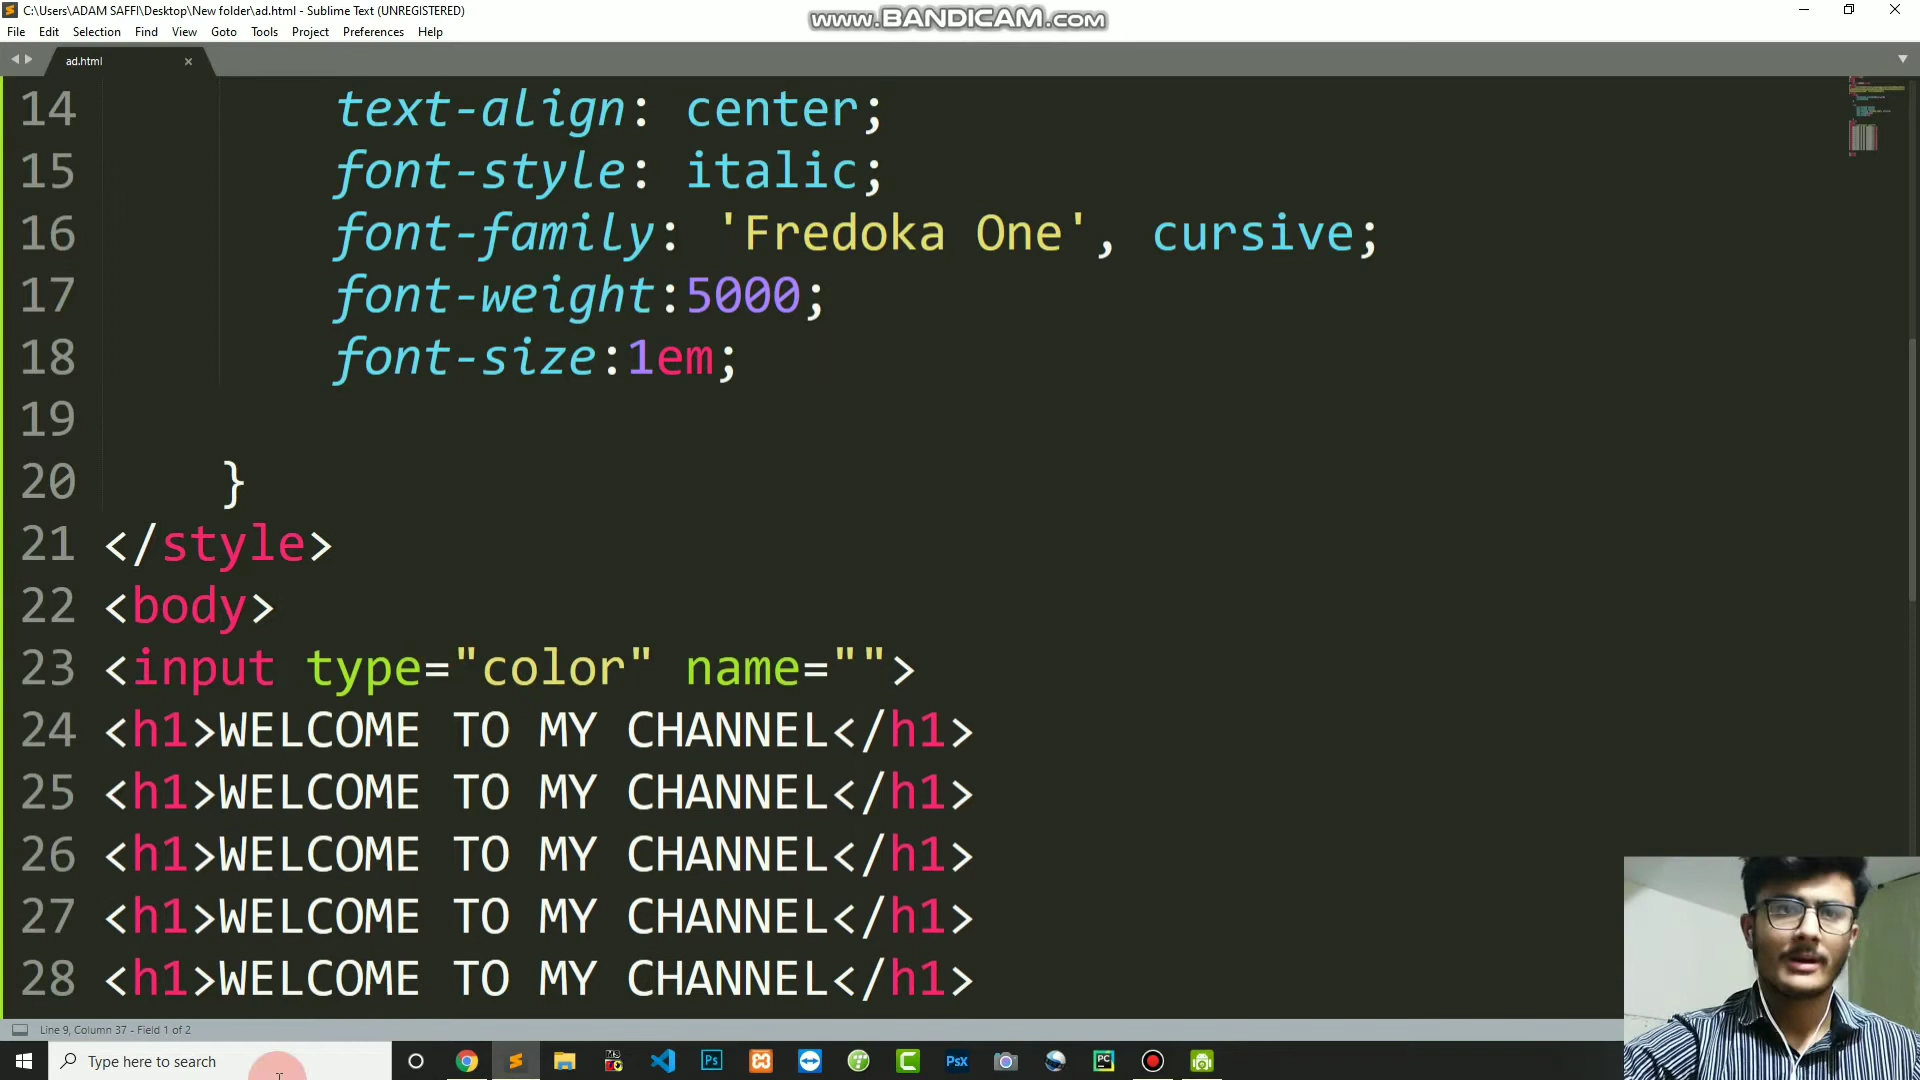 C:\Users\ADAM SAFFI\Desktop\New folder\ad.html - Sublime Text (UNREGISTERED)
www.BANDICAM.com
File Edit Selection Find View Goto Tools Project Preferences Help
ad.html
14 text-align: center;
15 font-style: italic;
16 font-family: 'Fredoka One', cursive;
17 font-weight:5000;
18 font-size:1em;
19
20 }
21 </style>
22 <body>
23 <input type="color" name="">
24 <h1>WELCOME TO MY CHANNEL</h1>
25 <h1>WELCOME TO MY CHANNEL</h1>
26 <h1>WELCOME TO MY CHANNEL</h1>
27 <h1>WELCOME TO MY CHANNEL</h1>
28 <h1>WELCOME TO MY CHANNEL</h1>
Line 9, Column 37 - Field 1 of 2
Type here to search
Ps
PsX
PC